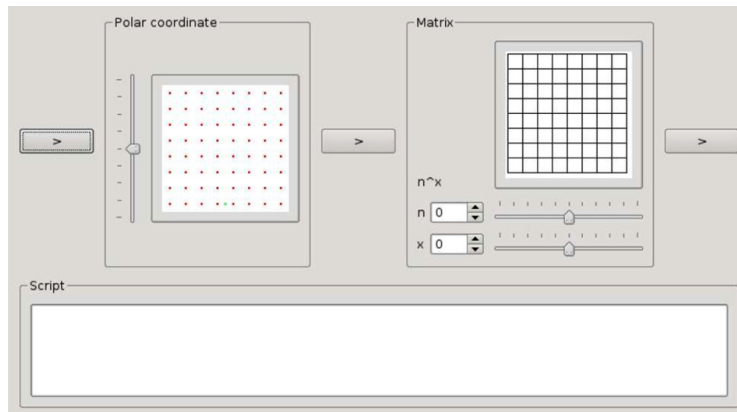 Polar coordinate
Matrix
>
>
>
n^x
n 0
x 0
Script